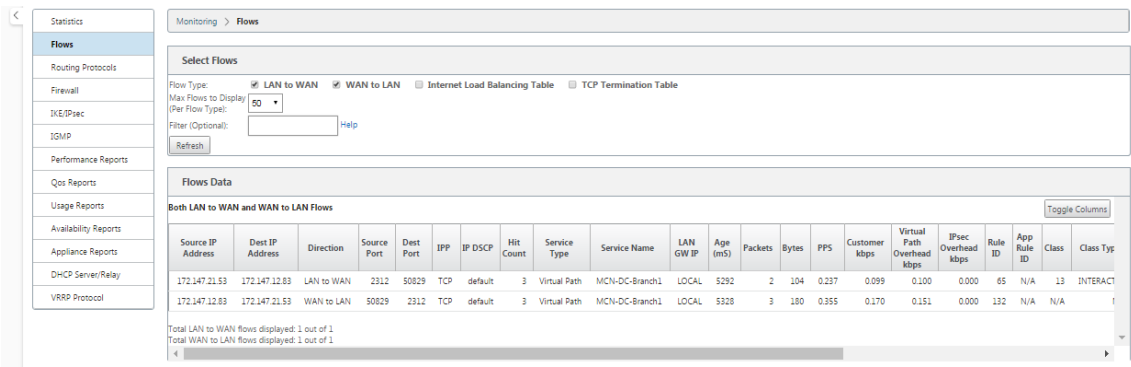 Statistics
Flows
Routing Protocols
Firewall
IKE/IPsec
IGMP
Performance Reports
Qos Reports
Usage Reports
Availability Reports
Appliance Reports
DHCP Server/Relay
VRRP Protocol
Monitoring > Flows
Select Flows
Flow Type: LAN to WAN WAN to LAN Internet Load Balancing Table TCP Termination Table
Max Flows to Display
(Per Flow Type): 50
Filter (Optional): Help
Refresh
Flows Data
Both LAN to WAN and WAN to LAN Flows Toggle Columns
Source IP Address Dest IP Address Direction Source Port Dest Port IPP IP DSCP Hit Count Service Type Service Name LAN GW IP Age (mS) Packets Bytes PPS Customer kbps Virtual Path Overhead kbps IPsec Overhead kbps Rule ID App Rule ID Class Class Typ
172.147.21.53 172.147.12.83 LAN to WAN 2312 50829 TCP default 3 Virtual Path MCN-DC-Branch1 LOCAL 5292 2 104 0.237 0.099 0.100 0.000 65 N/A 13 INTERACT
172.147.12.83 172.147.21.53 WAN to LAN 50829 2312 TCP default 3 Virtual Path MCN-DC-Branch1 LOCAL 5328 3 180 0.355 0.170 0.151 0.000 132 N/A N/A
Total LAN to WAN flows displayed: 1 out of 1
Total WAN to LAN flows displayed: 1 out of 1